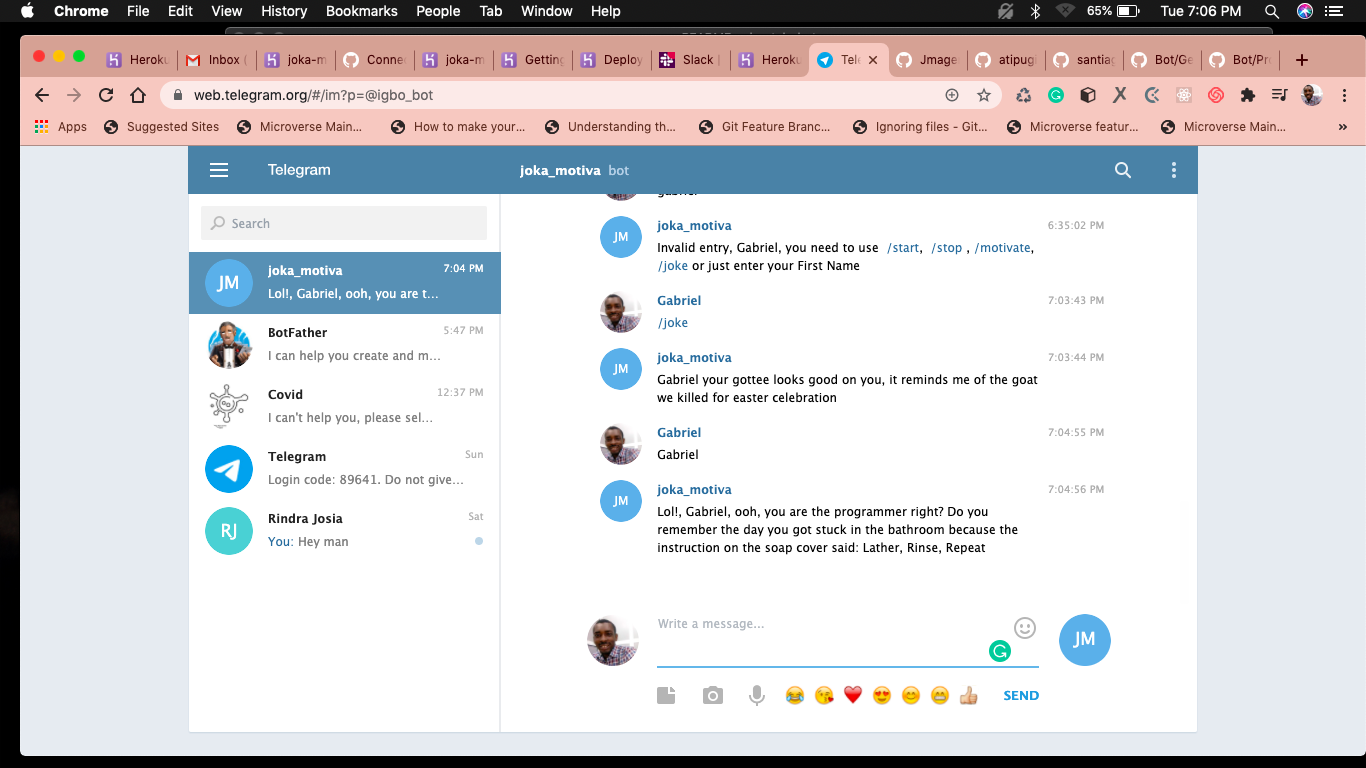 Chrome File Edit View History Bookmarks People Tab Window Help 65% Tue 7:06 PM
Heroku Inbox ( joka-m Connec joka-m Getting Deploy Slack | Heroku Tele Jmage atipugi santiag Bot/Ge Bot/Pro
web.telegram.org/#/im?p=@igbo_bot
Apps Suggested Sites Microverse Main... How to make your... Understanding th... Git Feature Branc... Ignoring files - Git... Microverse featur... Microverse Main... »
Telegram
joka_motiva bot
Search
JM
joka_motiva 7:04 PM
Lol!, Gabriel, ooh, you are t...
BotFather 5:47 PM
I can help you create and m...
Covid 12:37 PM
I can't help you, please sel...
Telegram Sun
Login code: 89641. Do not give...
RJ
Rindra Josia Sat
You: Hey man
gabriel
JM
joka_motiva 6:35:02 PM
Invalid entry, Gabriel, you need to use /start, /stop , /motivate,
/joke or just enter your First Name
Gabriel 7:03:43 PM
/joke
JM
joka_motiva 7:03:44 PM
Gabriel your gottee looks good on you, it reminds me of the goat
we killed for easter celebration
Gabriel 7:04:55 PM
Gabriel
JM
joka_motiva 7:04:56 PM
Lol!, Gabriel, ooh, you are the programmer right? Do you
remember the day you got stuck in the bathroom because the
instruction on the soap cover said: Lather, Rinse, Repeat
Write a message...
JM
SEND